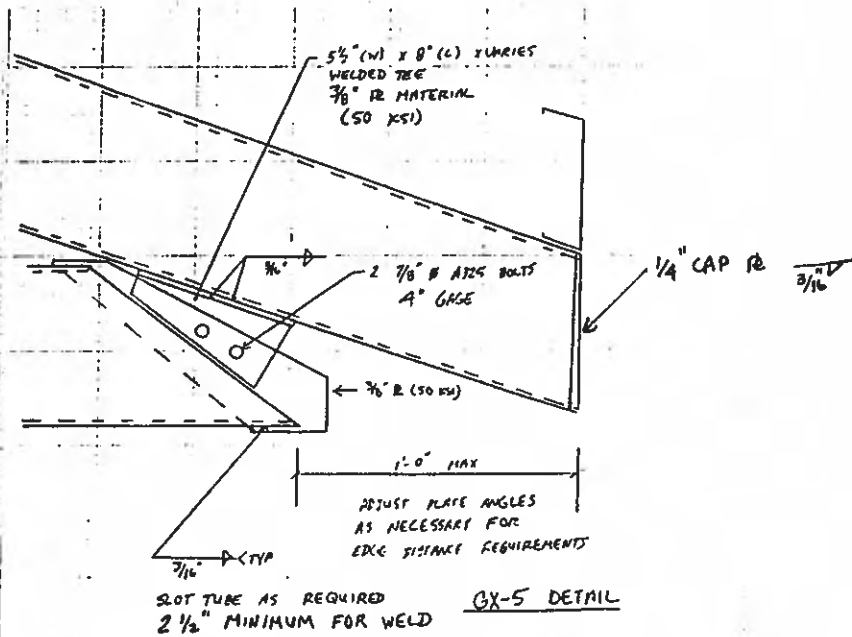 5½" (W) x 8" (L) x VARIES
WELDED TEE
3/8" PL MATERIAL
(50 KSI)
3/16"
2 7/8" Ø A325 BOLTS
4" GAGE
1/4" CAP PL
3/16"
3/8" PL (50 KSI)
1'-0" MAX
ADJUST PLATE ANGLES
AS NECESSARY FOR
EDGE DISTANCE REQUIREMENTS
3/16" TYP
SLOT TUBE AS REQUIRED
2 1/2" MINIMUM FOR WELD
GX-5 DETAIL